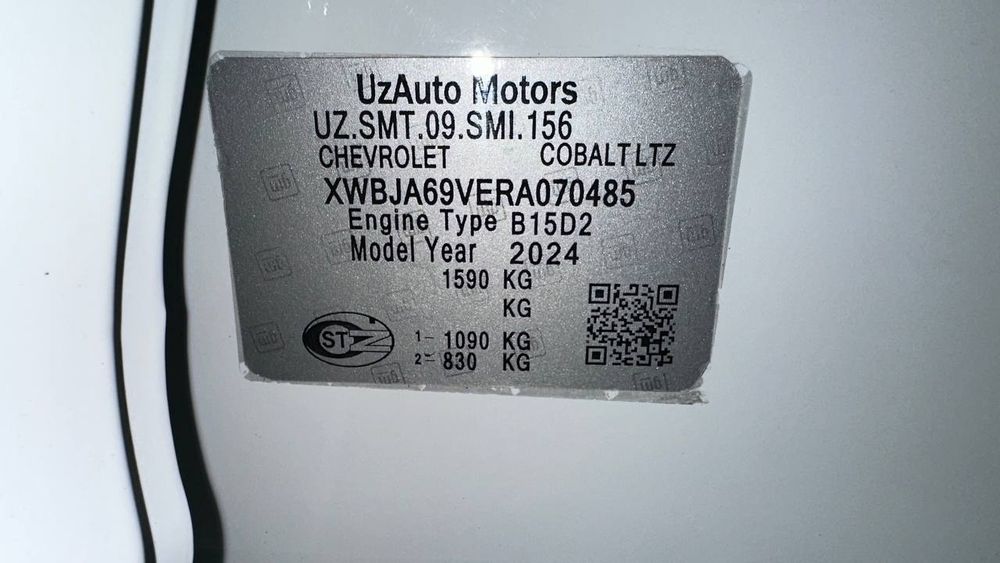 UzAuto Motors
UZ.SMT.09.SMI.156
CHEVROLET COBALT LTZ
XWBJA69VERA070485
Engine Type B15D2
Model Year 2024
1590 KG
KG
1- 1090 KG
2- 830 KG
STZ